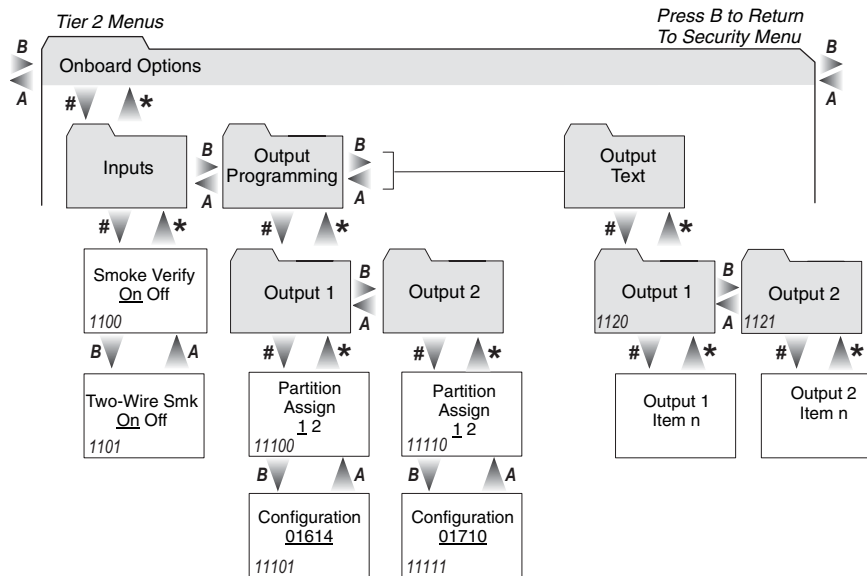 Tier 2 Menus
Press B to Return
To Security Menu
B
A
Onboard Options
B
A
#
*
Inputs
B
A
Output
Programming
B
A
Output
Text
#
*
#
*
#
*
Smoke Verify
On Off
1100
Output 1
B
A
Output 2
Output 1
1120
B
A
Output 2
1121
B
A
#
*
#
*
#
*
#
*
Two-Wire Smk
On Off
1101
Partition
Assign
1 2
11100
Partition
Assign
1 2
11110
Output 1
Item n
Output 2
Item n
B
A
B
A
Configuration
01614
11101
Configuration
01710
11111